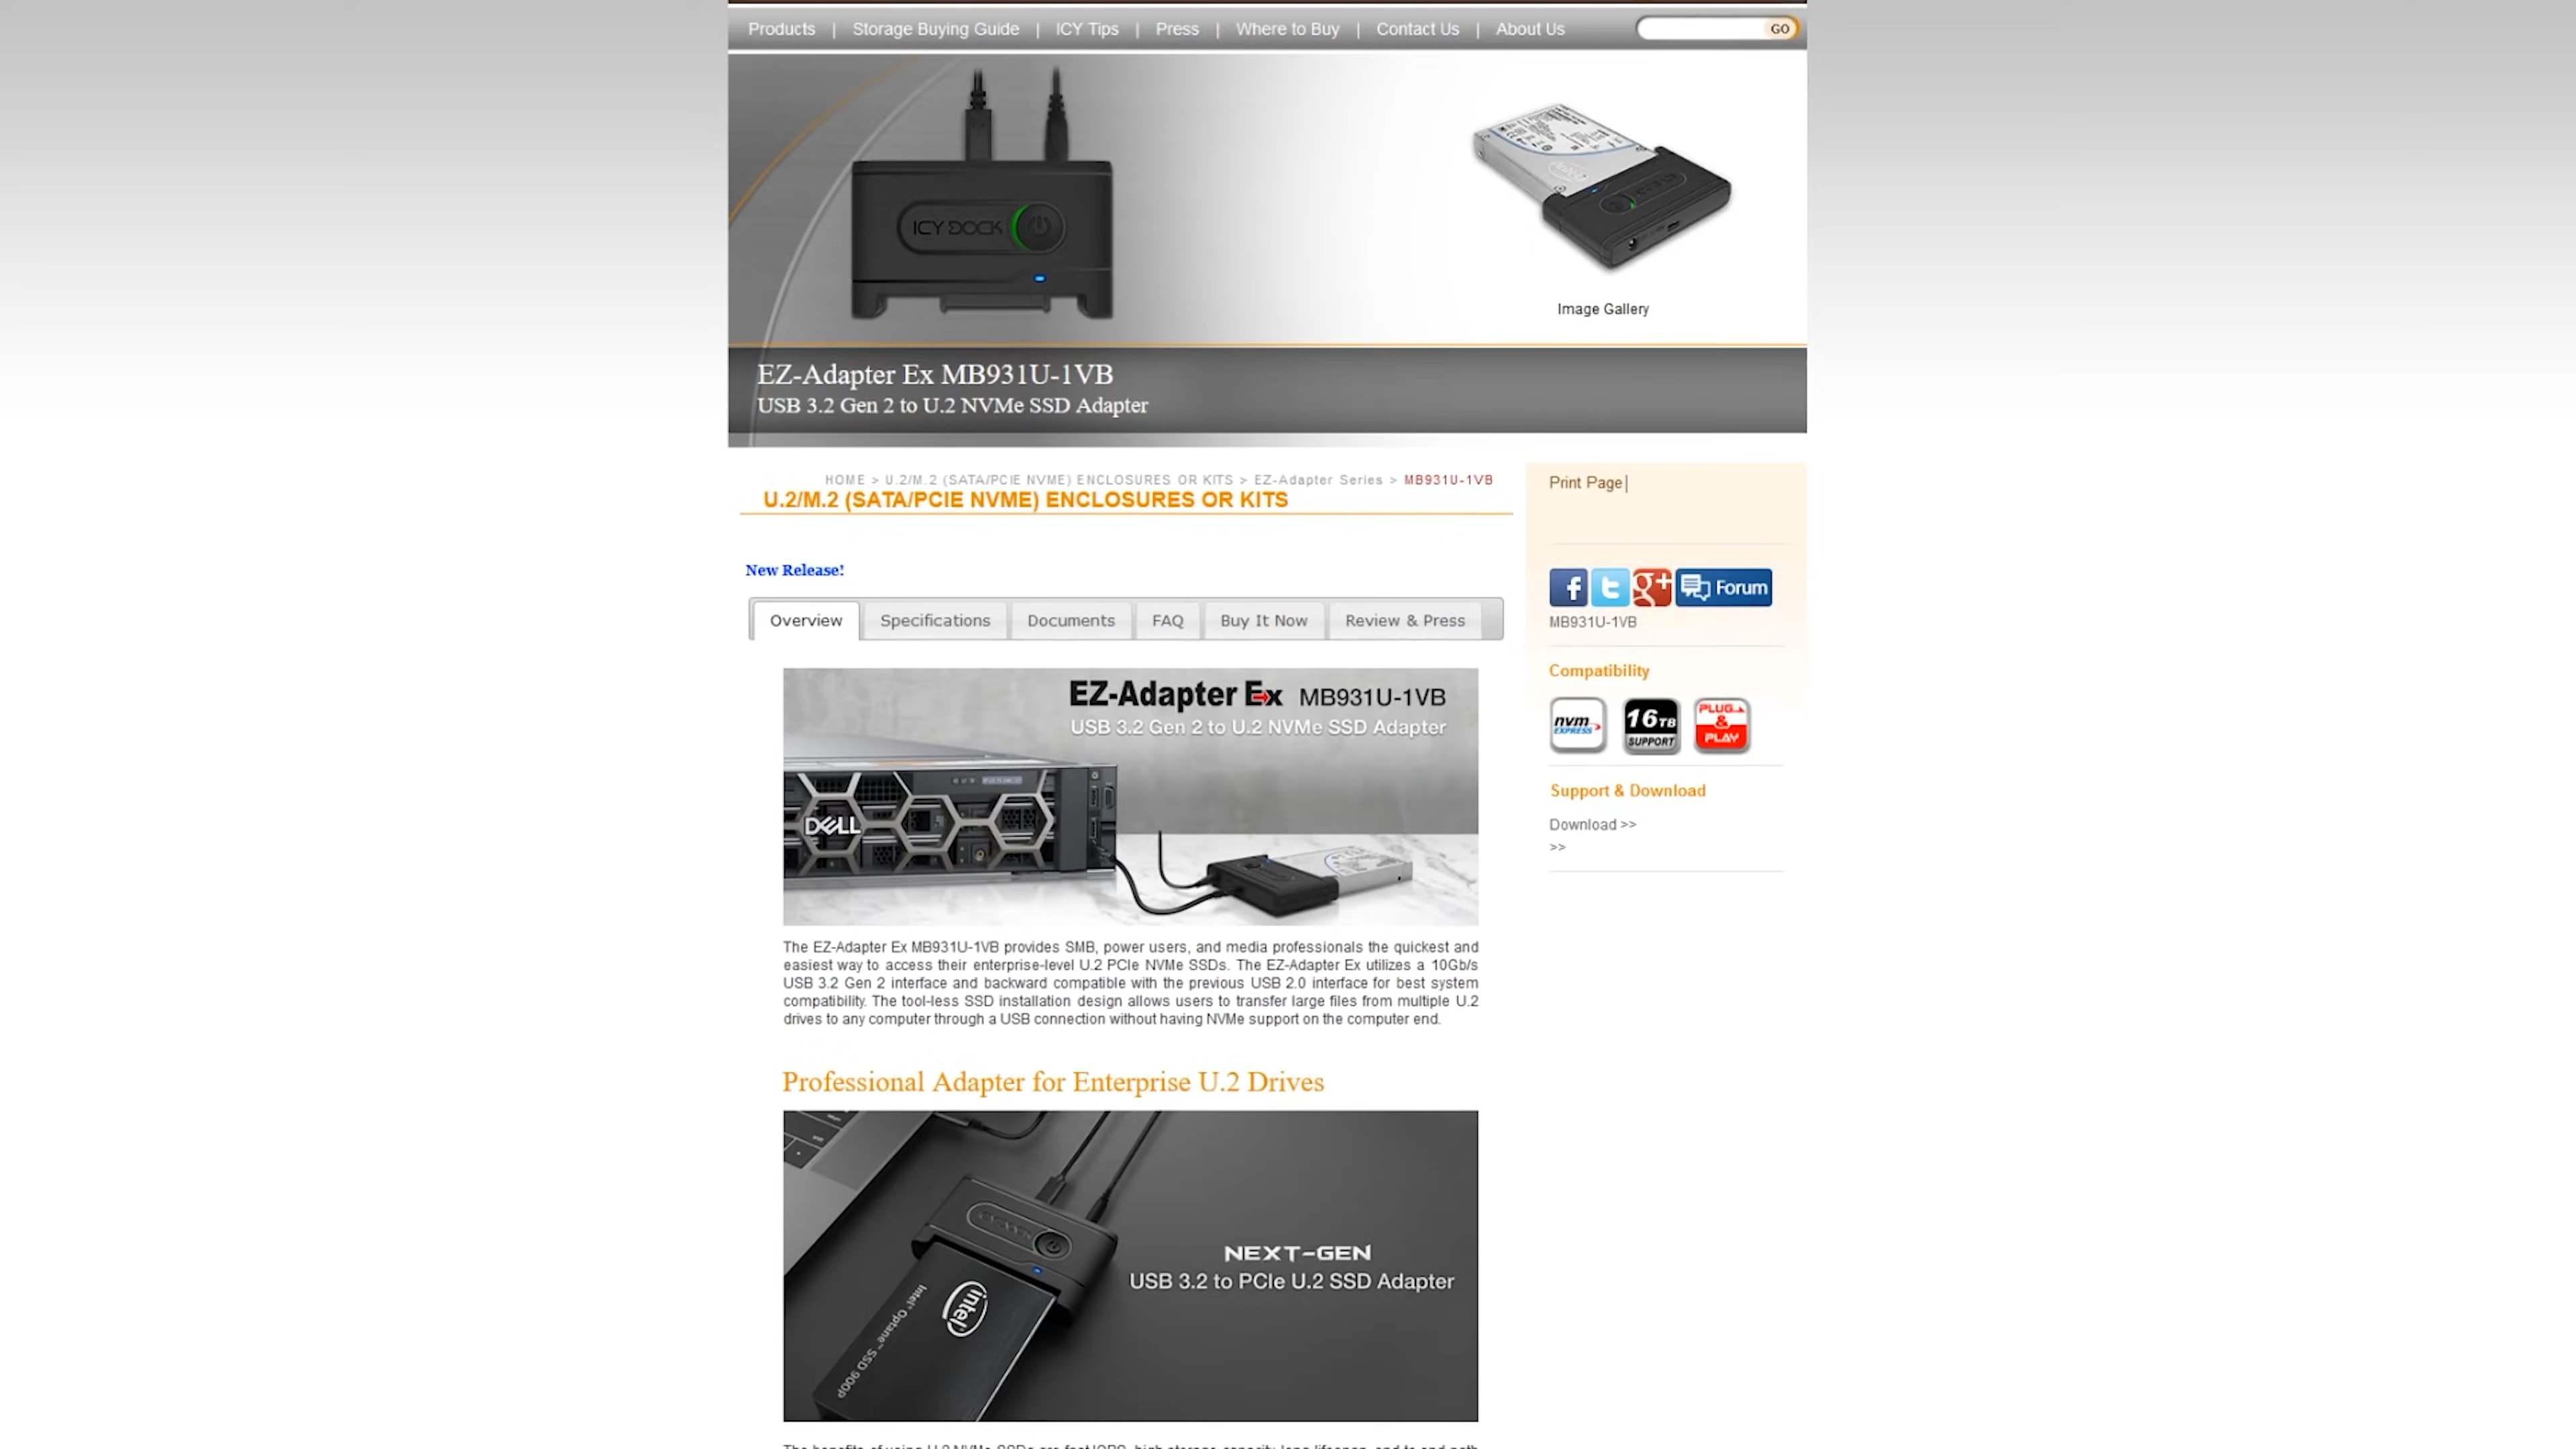 Products | Storage Buying Guide | ICY Tips | Press | Where to Buy | Contact Us | About Us GO
ICY DOCK
Image Gallery
EZ-Adapter Ex MB931U-1VB
USB 3.2 Gen 2 to U.2 NVMe SSD Adapter
HOME > U.2/M.2 (SATA/PCIE NVME) ENCLOSURES OR KITS > EZ-Adapter Series > MB931U-1VB
U.2/M.2 (SATA/PCIE NVME) ENCLOSURES OR KITS
Print Page|
New Release!
Forum
MB931U-1VB
Overview Specifications Documents FAQ Buy It Now Review & Press
Compatibility
nvm EXPRESS
16TB SUPPORT
PLUG & PLAY
Support & Download
Download >>
>>
EZ-Adapter Ex MB931U-1VB
USB 3.2 Gen 2 to U.2 NVMe SSD Adapter
DELL
The EZ-Adapter Ex MB931U-1VB provides SMB, power users, and media professionals the quickest and
easiest way to access their enterprise-level U.2 PCIe NVMe SSDs. The EZ-Adapter Ex utilizes a 10Gb/s
USB 3.2 Gen 2 interface and backward compatible with the previous USB 2.0 interface for best system
compatibility. The tool-less SSD installation design allows users to transfer large files from multiple U.2
drives to any computer through a USB connection without having NVMe support on the computer end.
Professional Adapter for Enterprise U.2 Drives
ICY DOCK
NEXT-GEN
USB 3.2 to PCIe U.2 SSD Adapter
intel
Intel® Optane™ SSD 900P